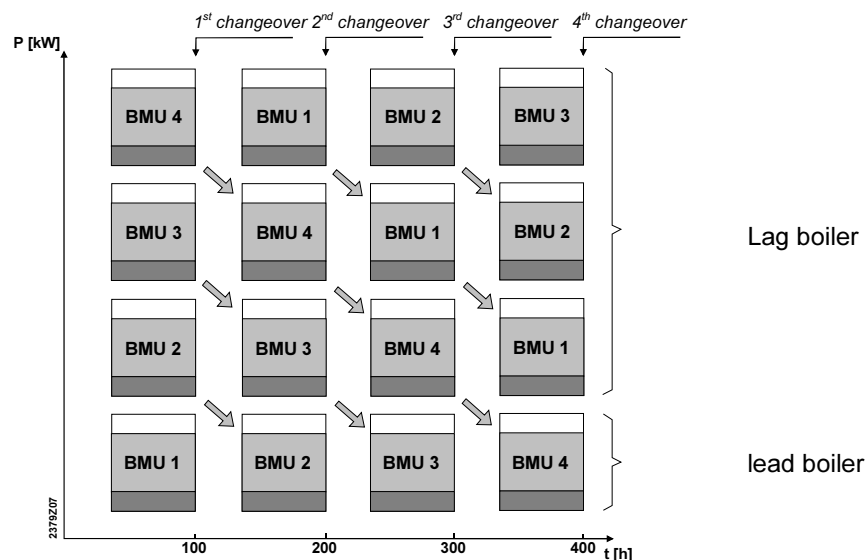 1st changeover 2nd changeover 3rd changeover 4th changeover
P [kW]
BMU 4 BMU 1 BMU 2 BMU 3
BMU 3 BMU 4 BMU 1 BMU 2
Lag boiler
BMU 2 BMU 3 BMU 4 BMU 1
BMU 1 BMU 2 BMU 3 BMU 4
lead boiler
2379Z07
100 200 300 400
t [h]